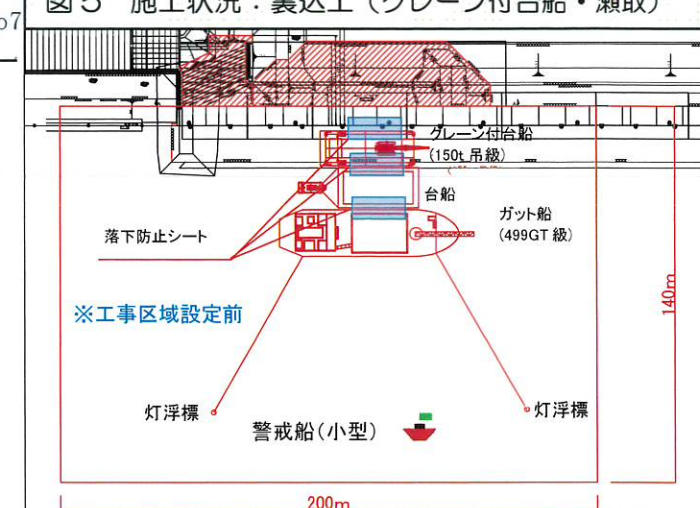 図5 施工状況：裏込工（クレーン付台船・瀬取）
クレーン付台船
(150t 吊級)
台船
ガット船
(499GT 級)
落下防止シート
※工事区域設定前
140m
灯浮標
灯浮標
警戒船(小型)
200m